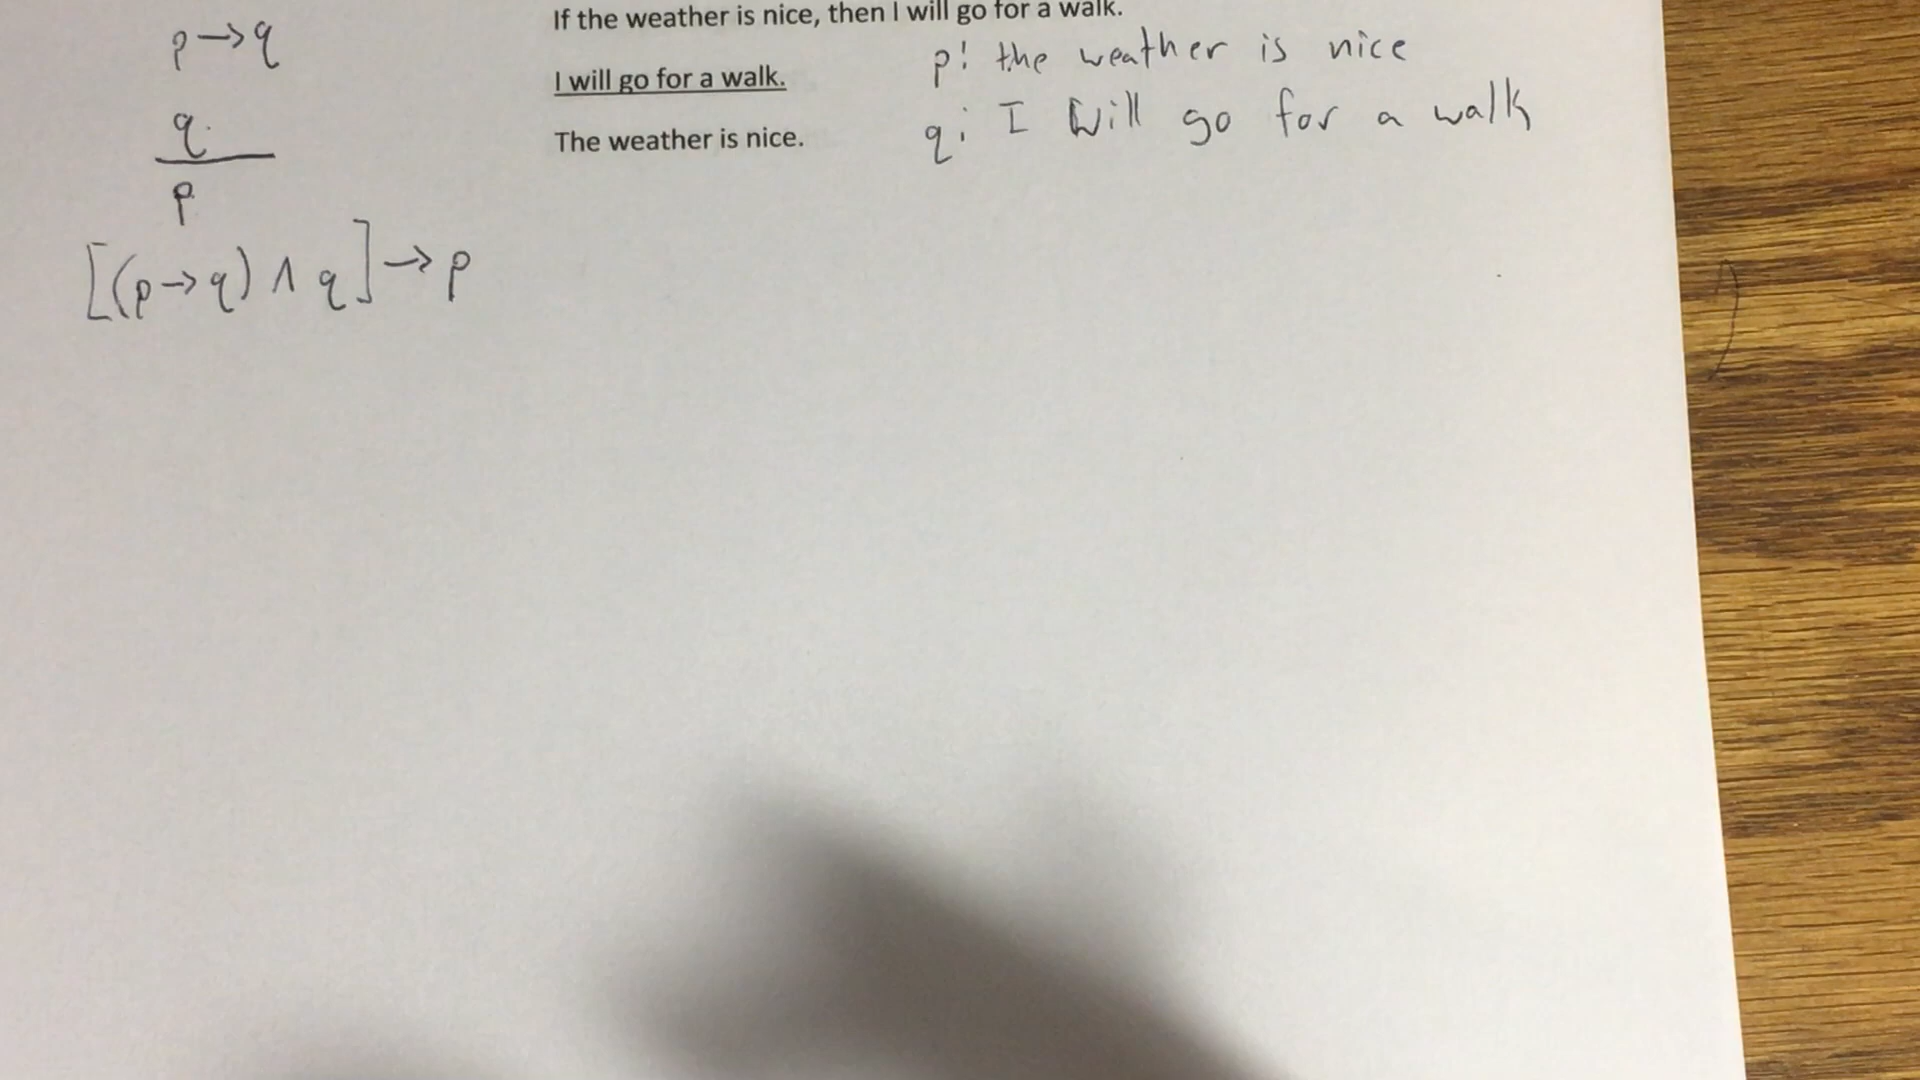 p→q
q
p
[(p→q) ∧ q]→p
If the weather is nice, then I will go for a walk.
I will go for a walk.
The weather is nice.
p: the weather is nice
q: I will go for a walk